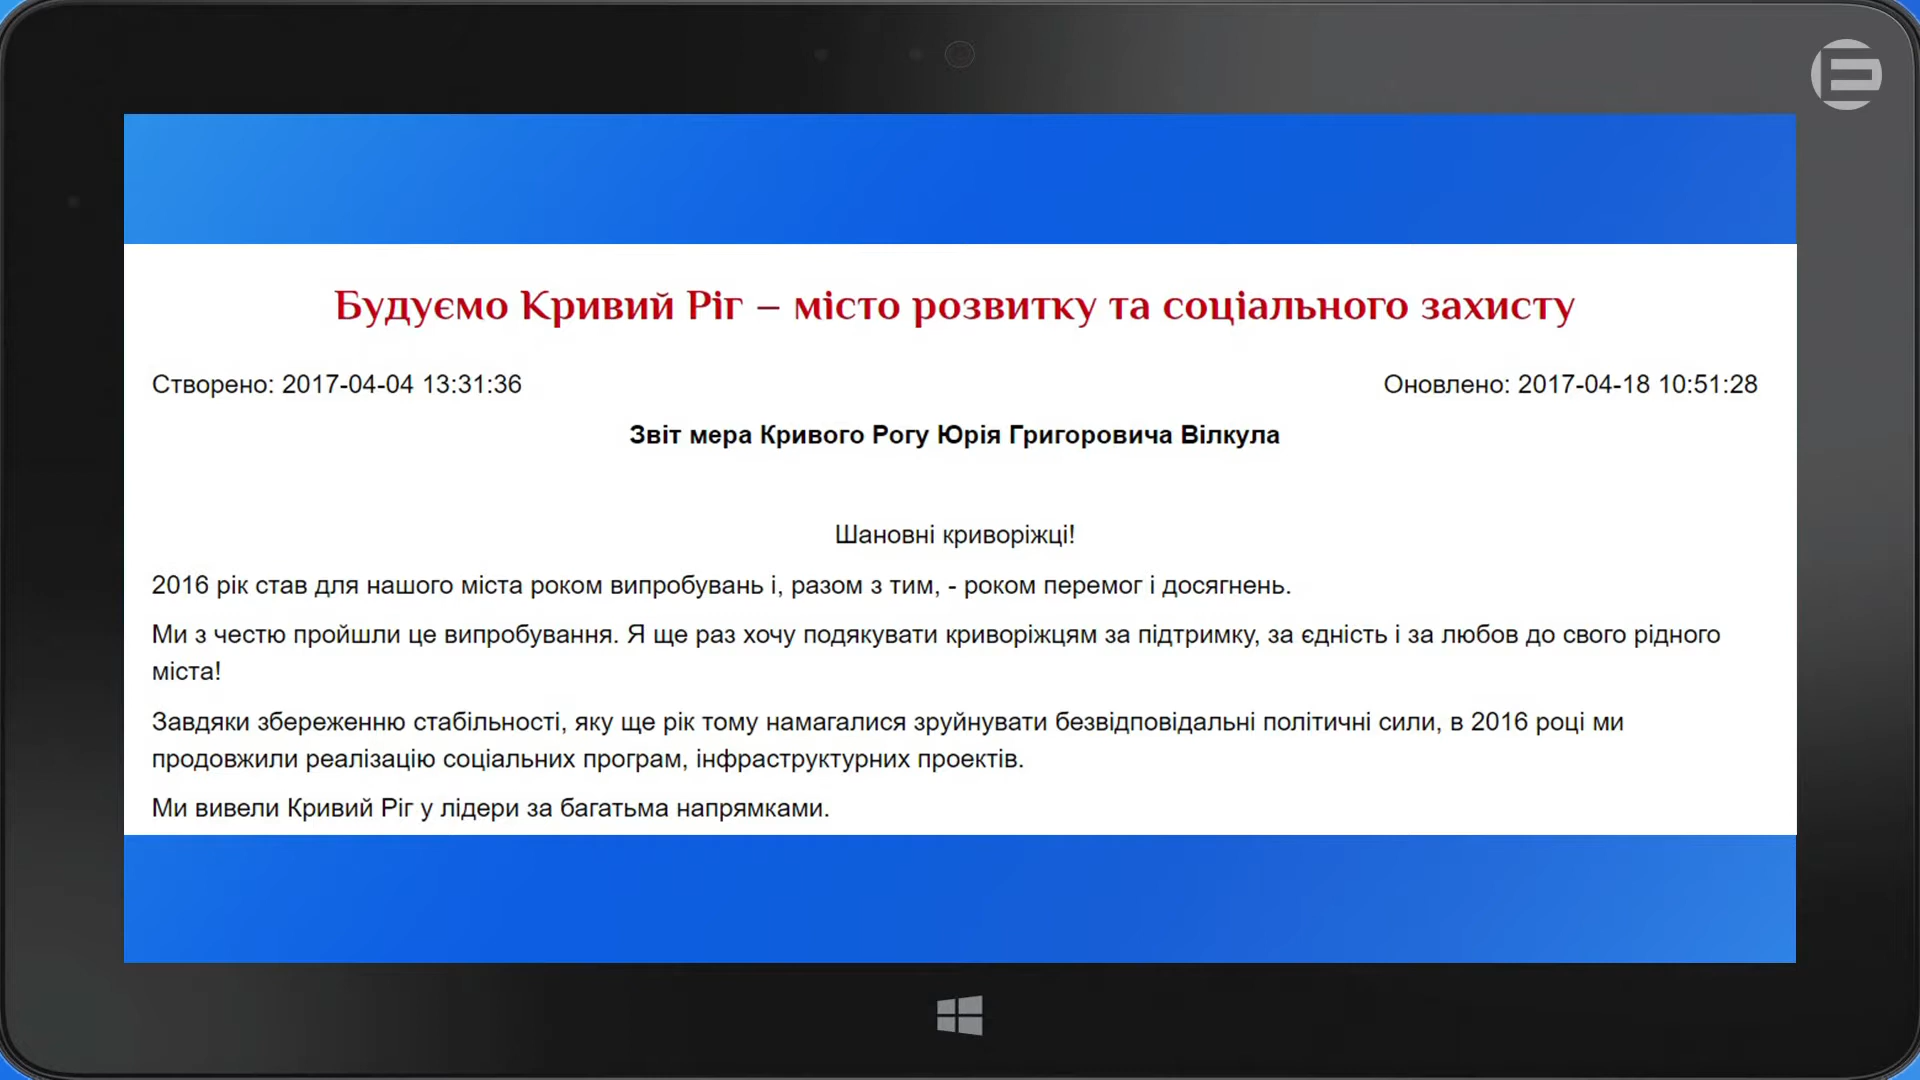 Будуємо Кривий Ріг – місто розвитку та соціального захисту
Створено: 2017-04-04 13:31:36
Оновлено: 2017-04-18 10:51:28
Звіт мера Кривого Рогу Юрія Григоровича Вілкула
Шановні криворіжці!
2016 рік став для нашого міста роком випробувань і, разом з тим, - роком перемог і досягнень.
Ми з честю пройшли це випробування. Я ще раз хочу подякувати криворіжцям за підтримку, за єдність і за любов до свого рідного
міста!
Завдяки збереженню стабільності, яку ще рік тому намагалися зруйнувати безвідповідальні політичні сили, в 2016 році ми
продовжили реалізацію соціальних програм, інфраструктурних проектів.
Ми вивели Кривий Ріг у лідери за багатьма напрямками.